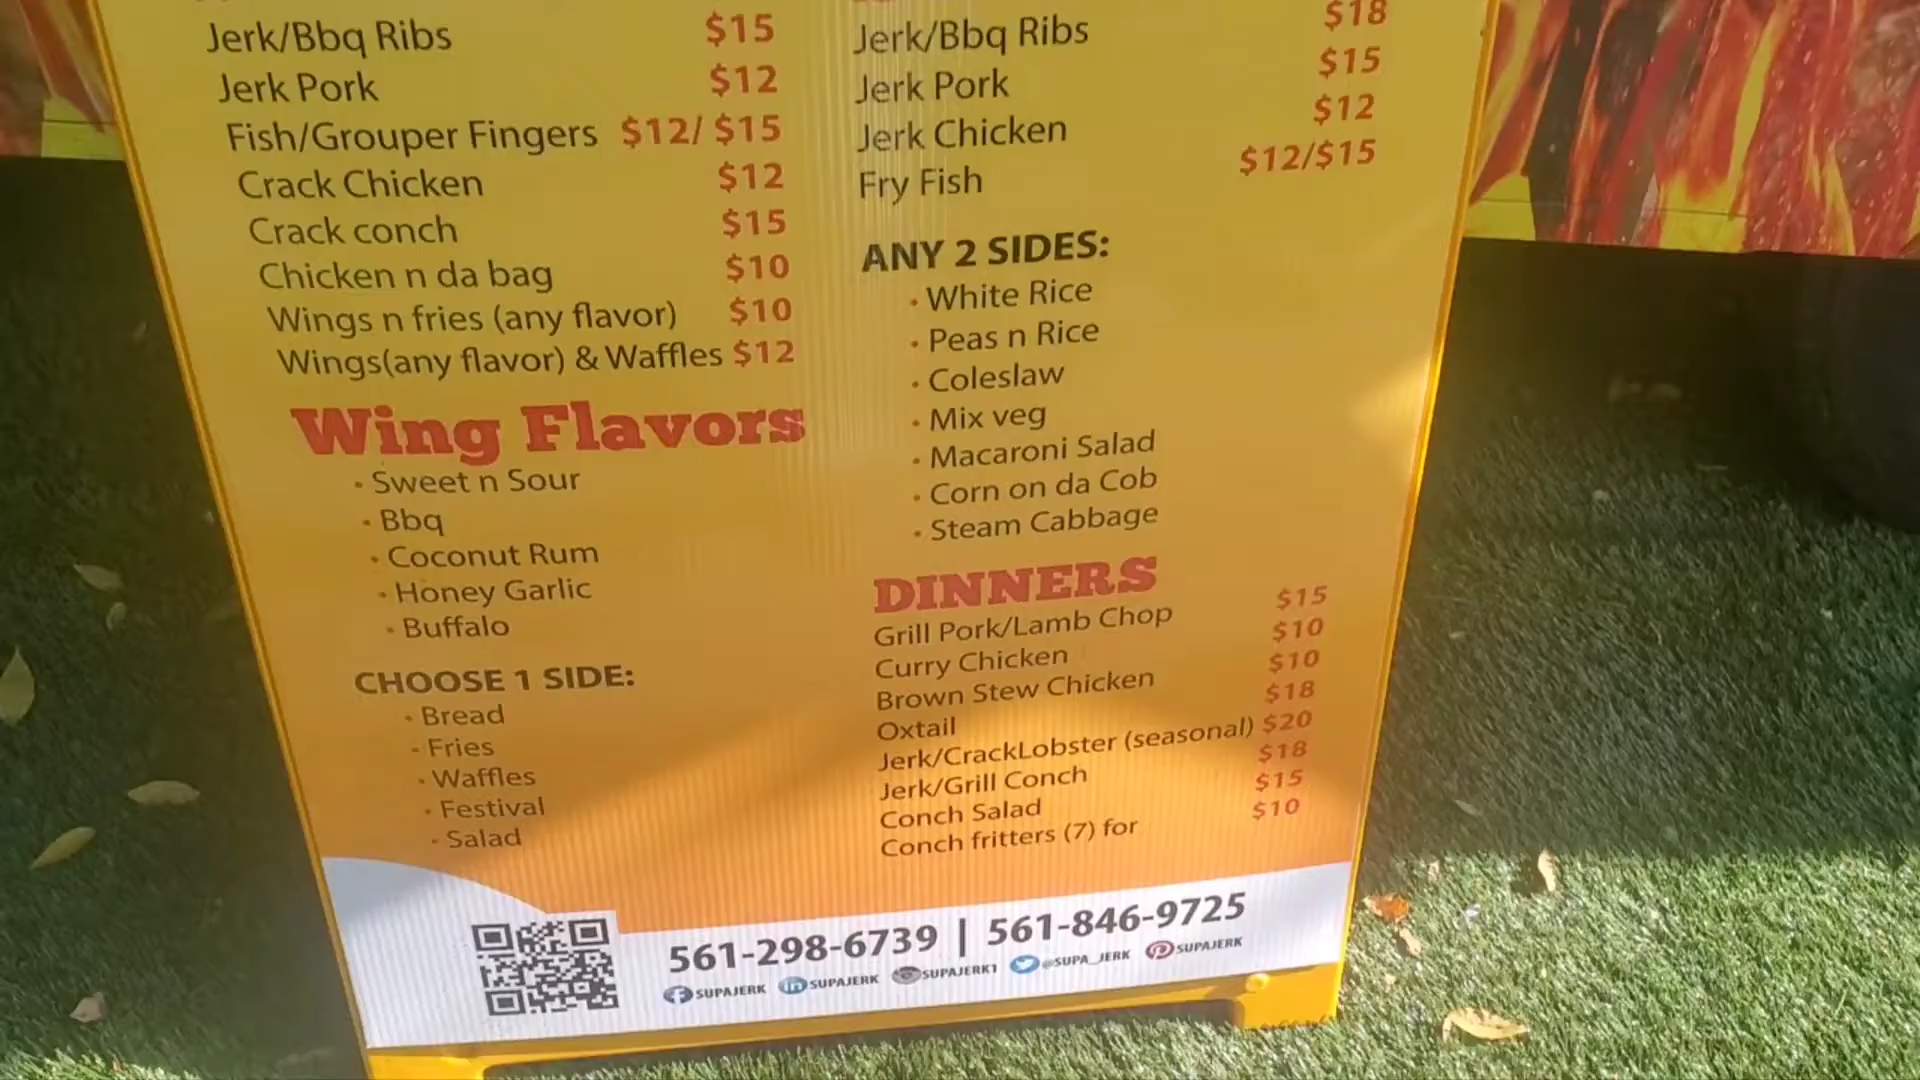 Jerk/Bbq Ribs $15
Jerk Pork $12
Fish/Grouper Fingers $12/ $15
Crack Chicken $12
Crack conch $15
Chicken n da bag $10
Wings n fries (any flavor) $10
Wings(any flavor) & Waffles $12
Wing Flavors
• Sweet n Sour
• Bbq
• Coconut Rum
• Honey Garlic
• Buffalo
CHOOSE 1 SIDE:
• Bread
• Fries
• Waffles
• Festival
• Salad
Jerk/Bbq Ribs $18
Jerk Pork $15
Jerk Chicken $12
Fry Fish $12/$15
ANY 2 SIDES:
• White Rice
• Peas n Rice
• Coleslaw
• Mix veg
• Macaroni Salad
• Corn on da Cob
• Steam Cabbage
DINNERS
Grill Pork/Lamb Chop $15
Curry Chicken $10
Brown Stew Chicken $10
Oxtail $18
Jerk/CrackLobster (seasonal) $20
Jerk/Grill Conch $18
Conch Salad $15
Conch fritters (7) for $10
561-298-6739 | 561-846-9725
SUPAJERK SUPAJERK SUPAJERK1 @SUPA_JERK SUPAJERK